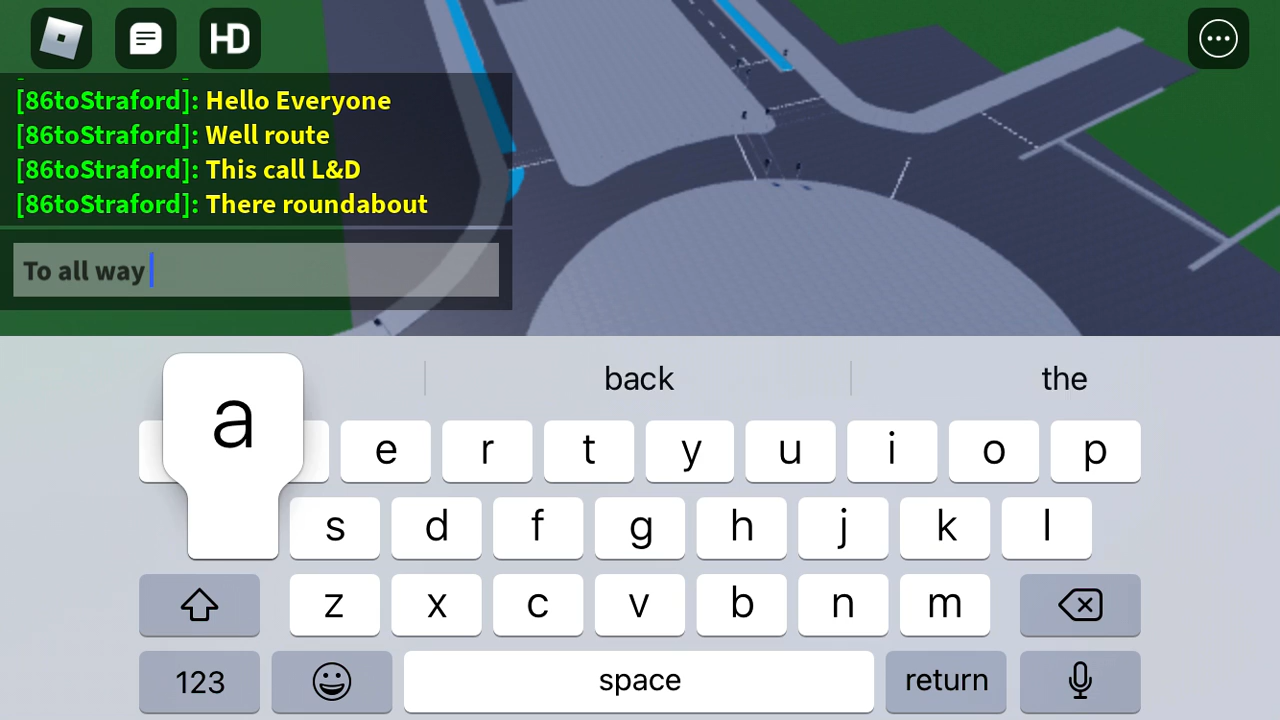 HD
[86toStraford]: Hello Everyone
[86toStraford]: Well route
[86toStraford]: This call L&D
[86toStraford]: There roundabout
To all way
back
the
a
e r t y u i o p
s d f g h j k l
z x c v b n m
123
space
return